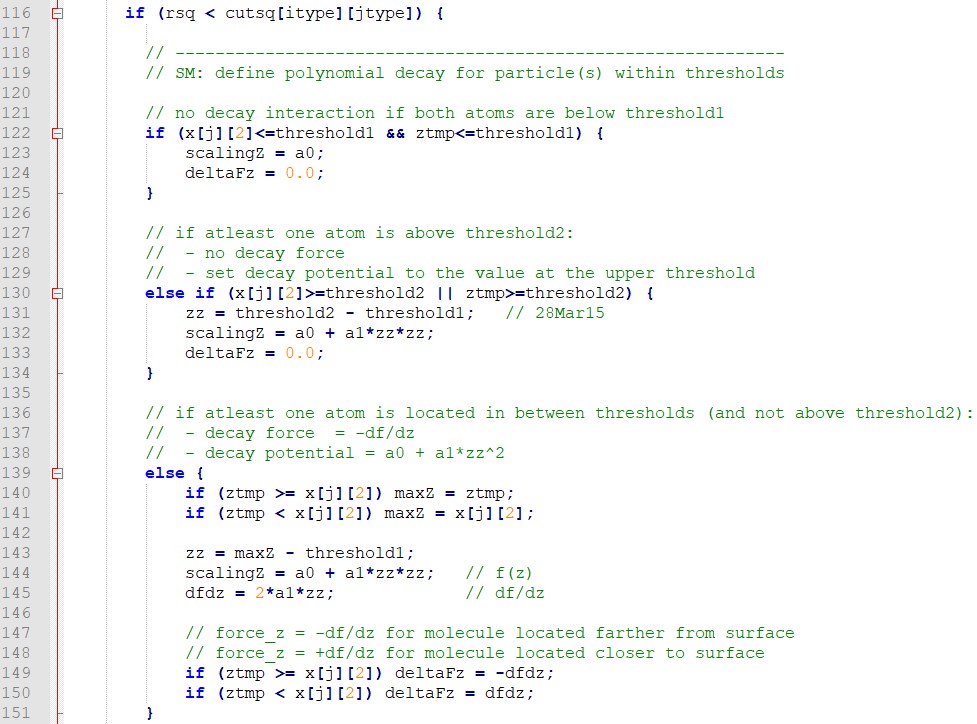 116 if (rsq < cutsq[itype][jtype]) {
117
118 // -------------------------------------------------------------
119 // SM: define polynomial decay for particle(s) within thresholds
120
121 // no decay interaction if both atoms are below threshold1
122 if (x[j][2]<=threshold1 && ztmp<=threshold1) {
123 scalingZ = a0;
124 deltaFz = 0.0;
125 }
126
127 // if atleast one atom is above threshold2:
128 //  - no decay force
129 //  - set decay potential to the value at the upper threshold
130 else if (x[j][2]>=threshold2 || ztmp>=threshold2) {
131 zz = threshold2 - threshold1;   // 28Mar15
132 scalingZ = a0 + a1*zz*zz;
133 deltaFz = 0.0;
134 }
135
136 // if atleast one atom is located in between thresholds (and not above threshold2):
137 //  - decay force  = -df/dz
138 //  - decay potential = a0 + a1*zz^2
139 else {
140 if (ztmp >= x[j][2]) maxZ = ztmp;
141 if (ztmp < x[j][2]) maxZ = x[j][2];
142
143 zz = maxZ - threshold1;
144 scalingZ = a0 + a1*zz*zz;   // f(z)
145 dfdz = 2*a1*zz;             // df/dz
146
147 // force_z = -df/dz for molecule located farther from surface
148 // force_z = +df/dz for molecule located closer to surface
149 if (ztmp >= x[j][2]) deltaFz = -dfdz;
150 if (ztmp < x[j][2]) deltaFz = dfdz;
151 }